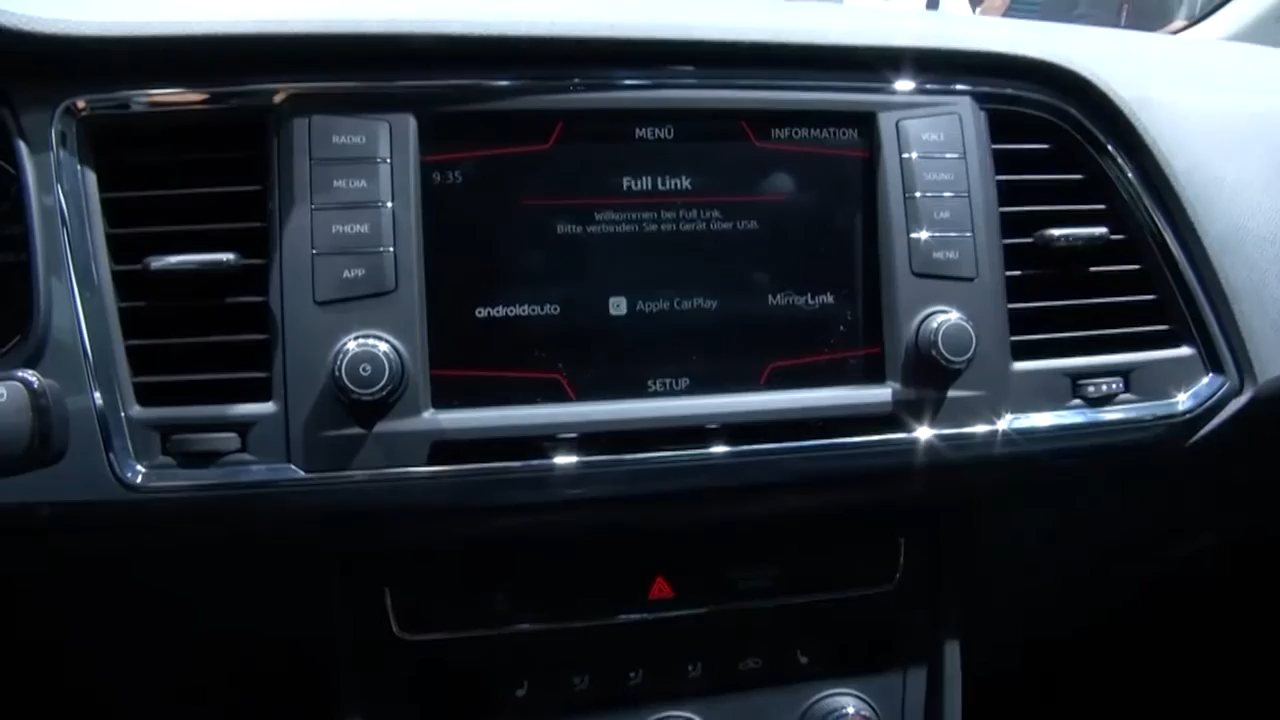 RADIO
MEDIA
PHONE
APP
MENÜ
INFORMATION
9:35
Full Link
Willkommen bei Full Link.
Bitte verbinden Sie ein Gerät über USB.
androidauto
Apple CarPlay
MirrorLink
SETUP
VOICE
SOUND
CAR
MENU